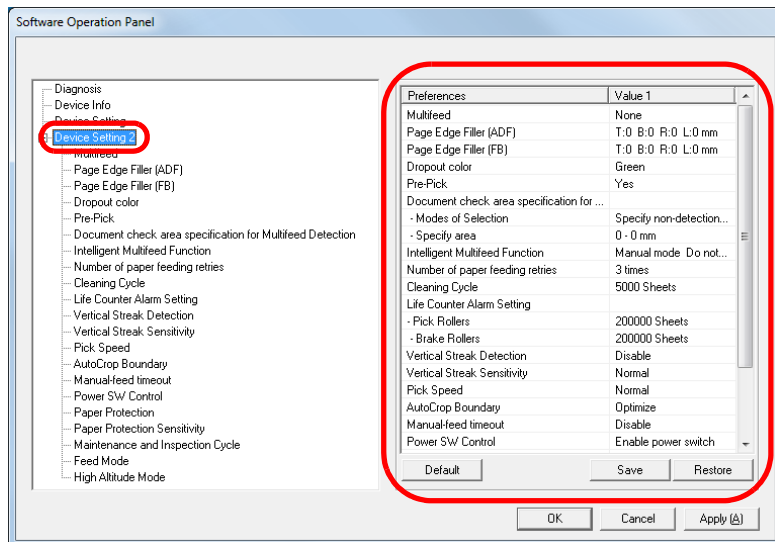 Software Operation Panel
Diagnosis
Device Info
Device Setting
Device Setting 2
Multifeed
Page Edge Filler (ADF)
Page Edge Filler (FB)
Dropout color
Pre-Pick
Document check area specification for Multifeed Detection
Intelligent Multifeed Function
Number of paper feeding retries
Cleaning Cycle
Life Counter Alarm Setting
Vertical Streak Detection
Vertical Streak Sensitivity
Pick Speed
AutoCrop Boundary
Manual-feed timeout
Power SW Control
Paper Protection
Paper Protection Sensitivity
Maintenance and Inspection Cycle
Feed Mode
High Altitude Mode
Preferences Value 1
Multifeed None
Page Edge Filler (ADF) T:0 B:0 R:0 L:0 mm
Page Edge Filler (FB) T:0 B:0 R:0 L:0 mm
Dropout color Green
Pre-Pick Yes
Document check area specification for ...
- Modes of Selection Specify non-detection...
- Specify area 0 - 0 mm
Intelligent Multifeed Function Manual mode Do not...
Number of paper feeding retries 3 times
Cleaning Cycle 5000 Sheets
Life Counter Alarm Setting
- Pick Rollers 200000 Sheets
- Brake Rollers 200000 Sheets
Vertical Streak Detection Disable
Vertical Streak Sensitivity Normal
Pick Speed Normal
AutoCrop Boundary Optimize
Manual-feed timeout Disable
Power SW Control Enable power switch
Default Save Restore
OK Cancel Apply (A)